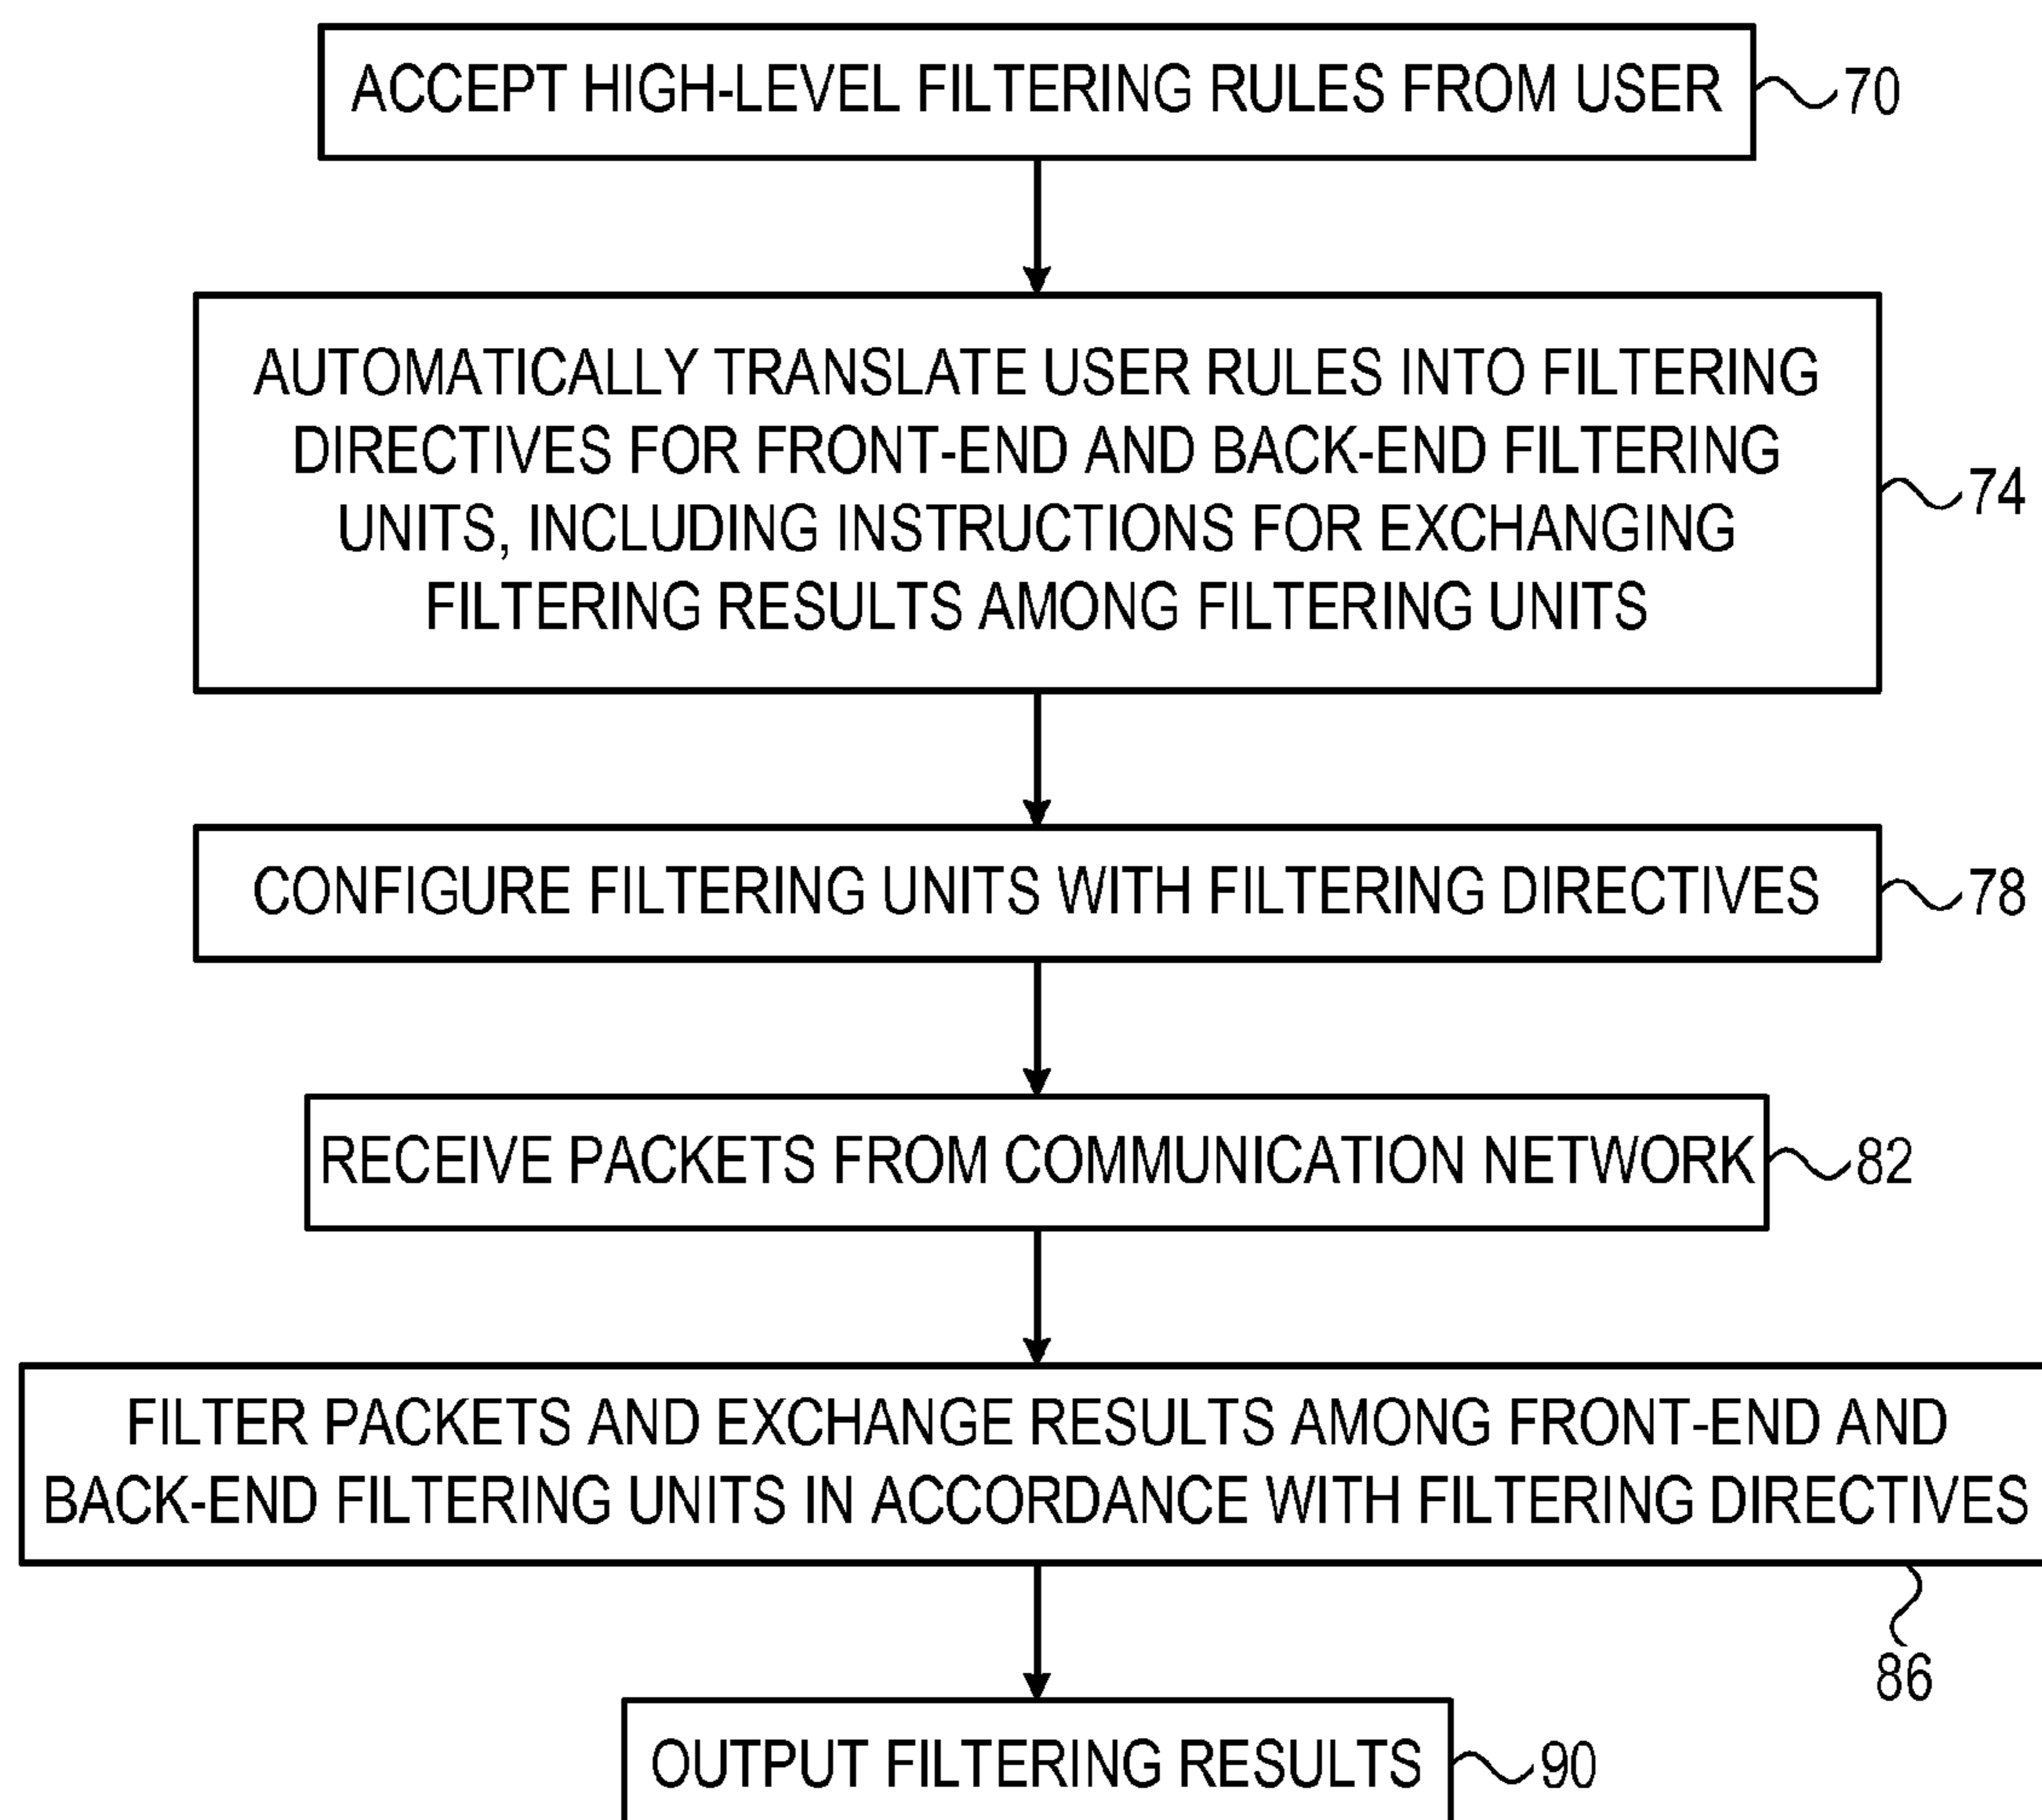 ACCEPT HIGH-LEVEL FILTERING RULES FROM USER
70
AUTOMATICALLY TRANSLATE USER RULES INTO FILTERING
DIRECTIVES FOR FRONT-END AND BACK-END FILTERING
UNITS, INCLUDING INSTRUCTIONS FOR EXCHANGING
FILTERING RESULTS AMONG FILTERING UNITS
74
CONFIGURE FILTERING UNITS WITH FILTERING DIRECTIVES
78
RECEIVE PACKETS FROM COMMUNICATION NETWORK
82
FILTER PACKETS AND EXCHANGE RESULTS AMONG FRONT-END AND
BACK-END FILTERING UNITS IN ACCORDANCE WITH FILTERING DIRECTIVES
86
OUTPUT FILTERING RESULTS
90